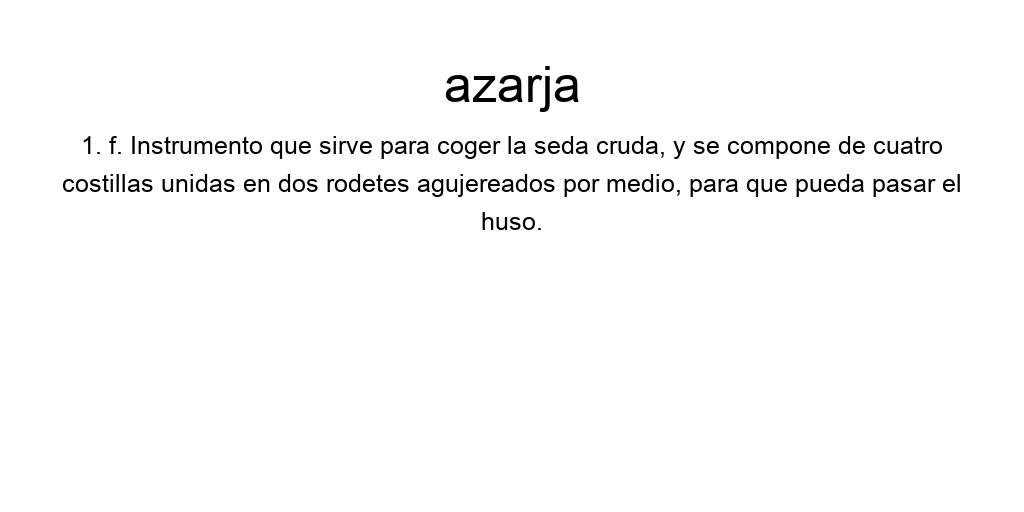 azarja
1. f. Instrumento que sirve para coger la seda cruda, y se compone de cuatro
costillas unidas en dos rodetes agujereados por medio, para que pueda pasar el
huso.